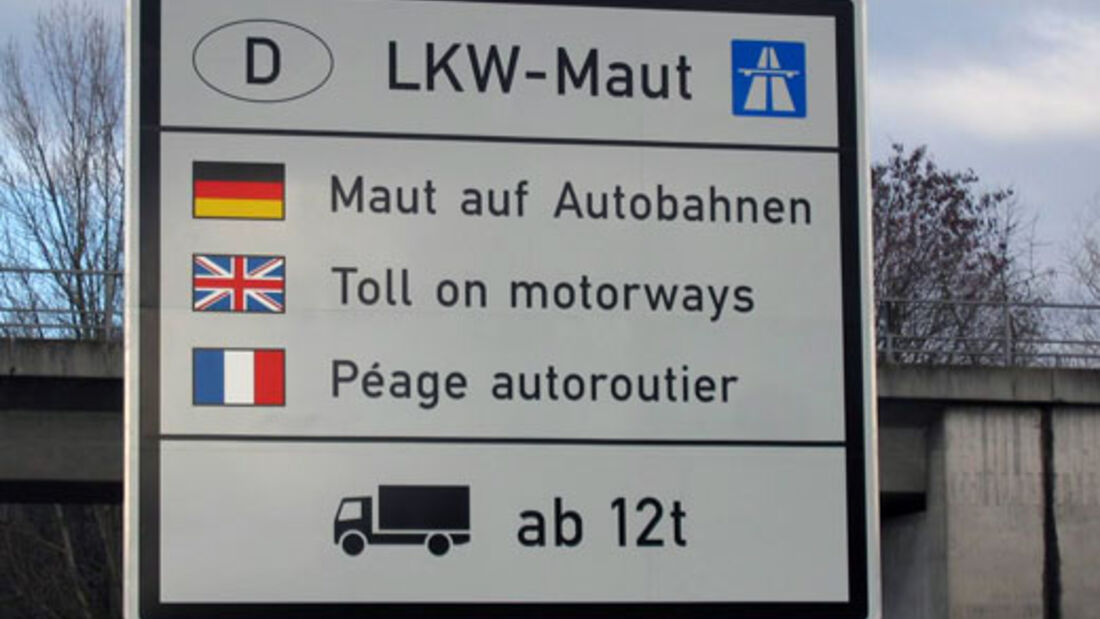 D LKW-Maut
Maut auf Autobahnen
Toll on motorways
Péage autoroutier
ab 12t